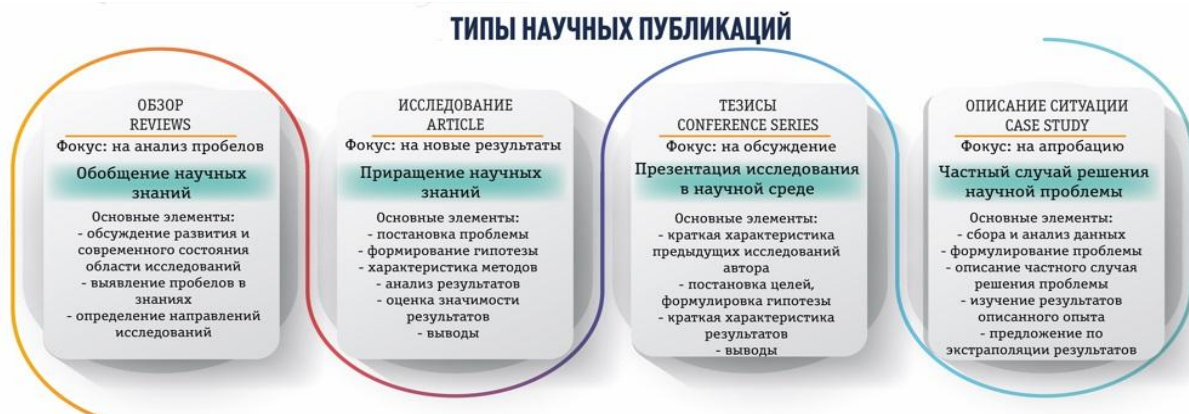 ТИПЫ НАУЧНЫХ ПУБЛИКАЦИЙ
ОБЗОР
REVIEWS
Фокус: на анализ пробелов
Обобщение научных
знаний
Основные элементы:
- обсуждение развития и
современного состояния
области исследований
- выявление пробелов в
знаниях
- определение направлений
исследований
ИССЛЕДОВАНИЕ
ARTICLE
Фокус: на новые результаты
Приращение научных
знаний
Основные элементы:
- постановка проблемы
- формирование гипотезы
- характеристика методов
- анализ результатов
- оценка значимости
результатов
- выводы
ТЕЗИСЫ
CONFERENCE SERIES
Фокус: на обсуждение
Презентация исследования
в научной среде
Основные элементы:
- краткая характеристика
предыдущих исследований
автора
- постановка целей,
формулировка гипотезы
- краткая характеристика
результатов
- выводы
ОПИСАНИЕ СИТУАЦИИ
CASE STUDY
Фокус: на апробацию
Частный случай решения
научной проблемы
Основные элементы:
- сбора и анализ данных
- формулирование проблемы
- описание частного случая
решения проблемы
- изучение результатов
описанного опыта
- предложение по
экстраполяции результатов